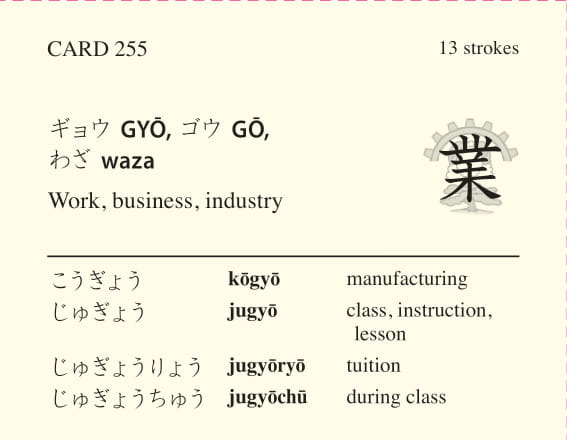 CARD 255 13 strokes
ギョウ GYŌ, ゴウ GŌ,
わざ waza
業
Work, business, industry
こうぎょう kōgyō manufacturing
じゅぎょう jugyō class, instruction,
lesson
じゅぎょうりょう jugyōryō tuition
じゅぎょうちゅう jugyōchū during class